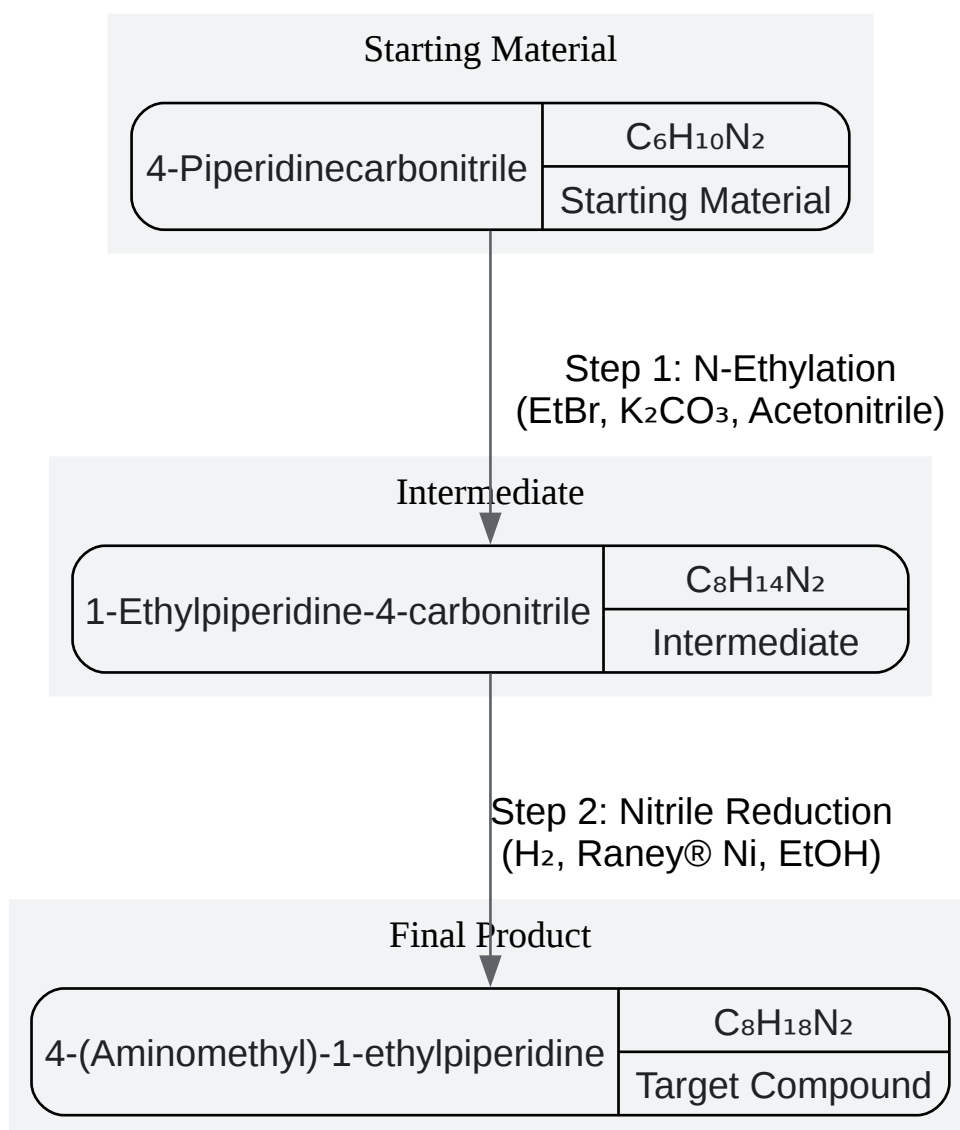 Starting Material
4-Piperidinecarbonitrile
C₆H₁₀N₂
Starting Material
Step 1: N-Ethylation
(EtBr, K₂CO₃, Acetonitrile)
Intermediate
1-Ethylpiperidine-4-carbonitrile
C₈H₁₄N₂
Intermediate
Step 2: Nitrile Reduction
(H₂, Raney® Ni, EtOH)
Final Product
4-(Aminomethyl)-1-ethylpiperidine
C₈H₁₈N₂
Target Compound